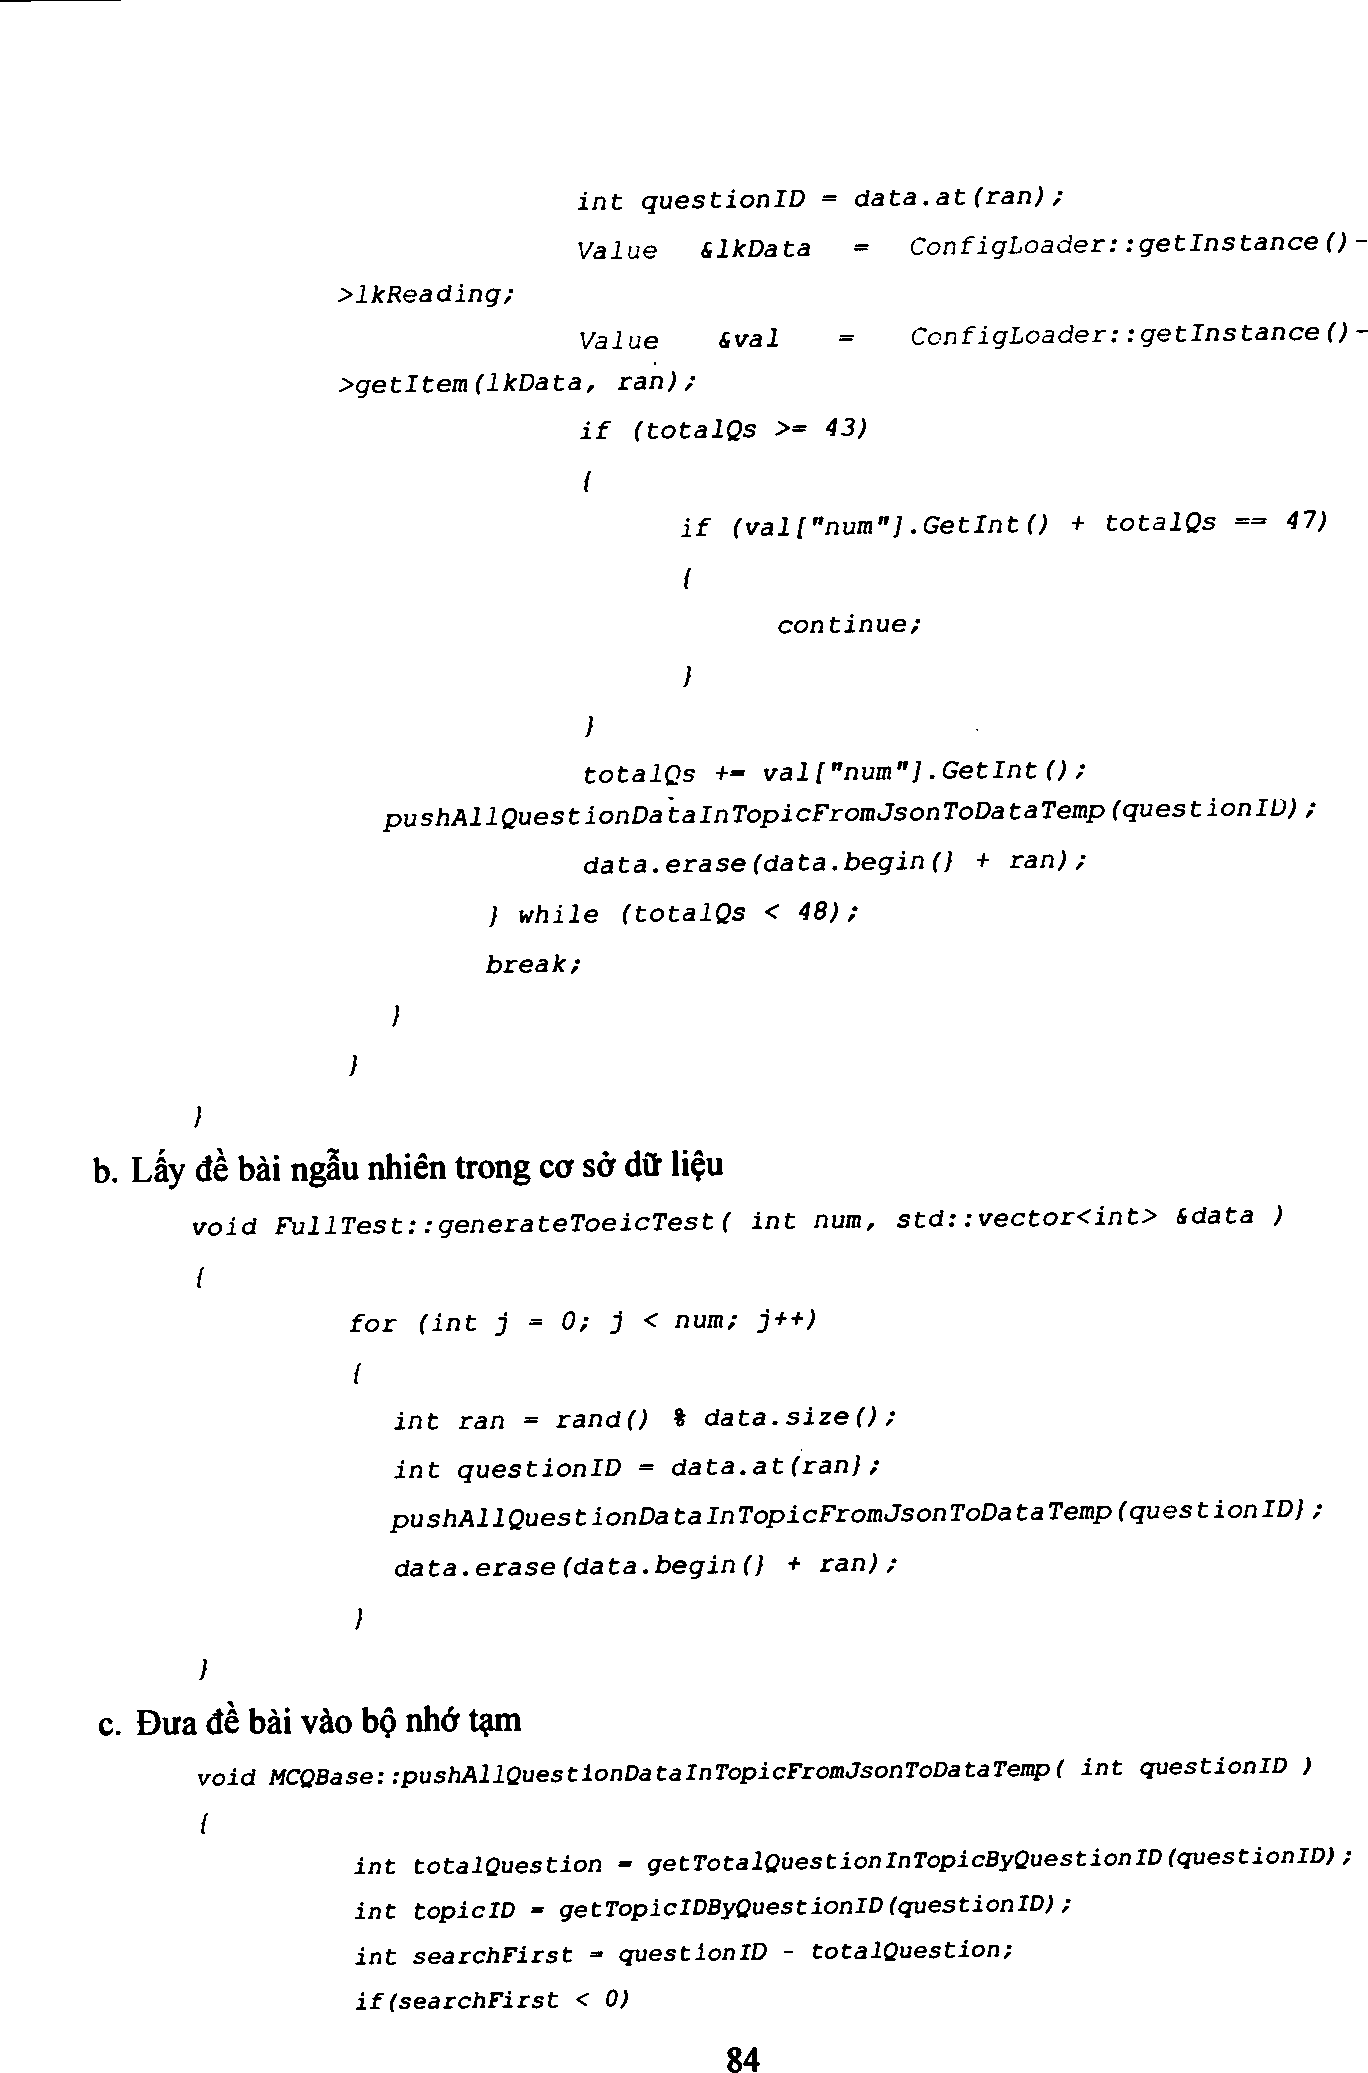 int questionID = data.at(ran);
Value &lkData = ConfigLoader::getInstance()-
>lkReading;
Value &val = ConfigLoader::getInstance()-
>getItem(lkData, ran);
if (totalQs >= 43)
{
if (val["num"].GetInt() + totalQs == 47)
{
continue;
}
}
totalQs += val["num"].GetInt();
pushAllQuestionDataInTopicFromJsonToDataTemp(questionID);
data.erase(data.begin() + ran);
} while (totalQs < 48);
break;
}
}
}
b. Lấy đề bài ngẫu nhiên trong cơ sở dữ liệu
void FullTest::generateToeicTest( int num, std::vector<int> &data )
{
for (int j = 0; j < num; j++)
{
int ran = rand() % data.size();
int questionID = data.at(ran);
pushAllQuestionDataInTopicFromJsonToDataTemp(questionID);
data.erase(data.begin() + ran);
}
}
c. Đưa đề bài vào bộ nhớ tạm
void MCQBase::pushAllQuestionDataInTopicFromJsonToDataTemp( int questionID )
{
int totalQuestion = getTotalQuestionInTopicByQuestionID(questionID);
int topicID = getTopicIDByQuestionID(questionID);
int searchFirst = questionID - totalQuestion;
if(searchFirst < 0)
84